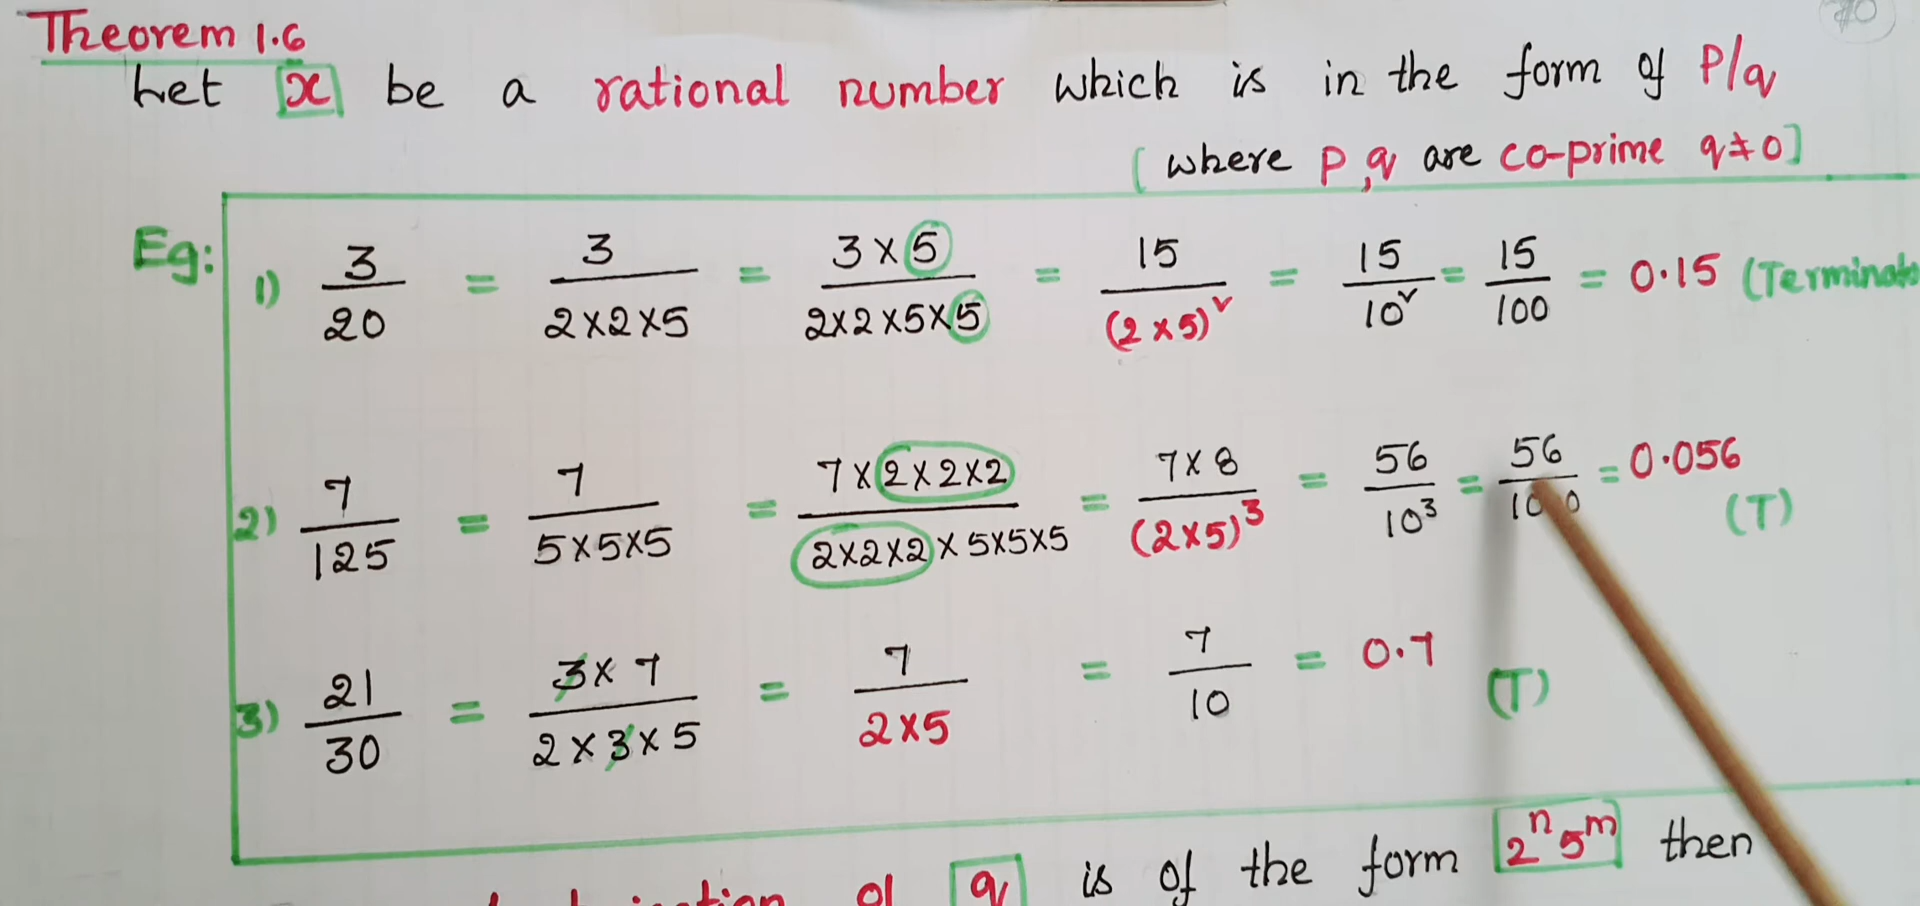 Theorem 1.6
Let x be a rational number which is in the form of P/q
[where p,q are co-prime q≠0]
Eg:
1) 3/20 = 3/(2×2×5) = (3×5)/(2×2×5×5) = 15/(2×5)² = 15/10² = 15/100 = 0.15 (Terminate
2) 7/125 = 7/(5×5×5) = (7×2×2×2)/(2×2×2×5×5×5) = (7×8)/(2×5)³ = 56/10³ = 56/1000 = 0.056 (T)
3) 21/30 = (3×7)/(2×3×5) = 7/(2×5) = 7/10 = 0.7 (T)
of q is of the form 2ⁿ5ᵐ then